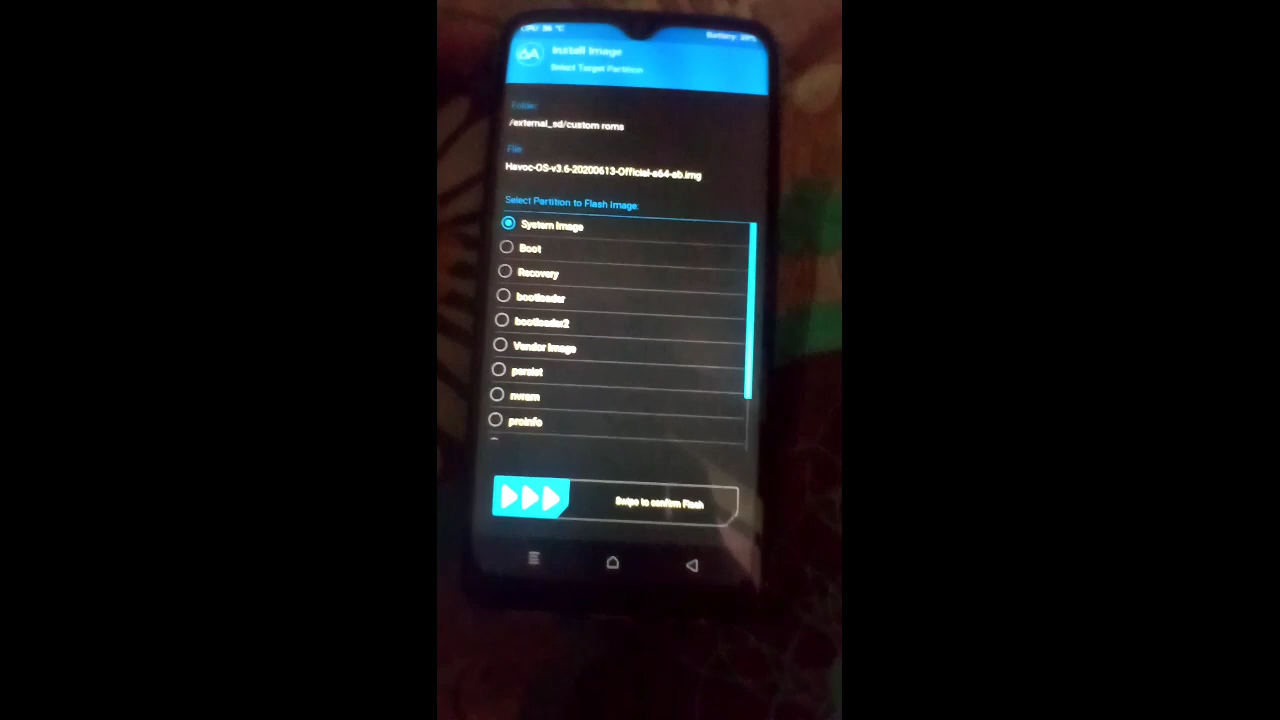 CPU: 36 °C
Install Image
Select Target Partition
Folder:
/external_sd/custom roms
File
Havoc-OS-v3.6-20200613-Official-a64-ab.img
Select Partition to Flash Image:
System Image
Boot
Recovery
bootloader
bootloader2
Vendor Image
persist
nvram
proinfo
Swipe to confirm Flash